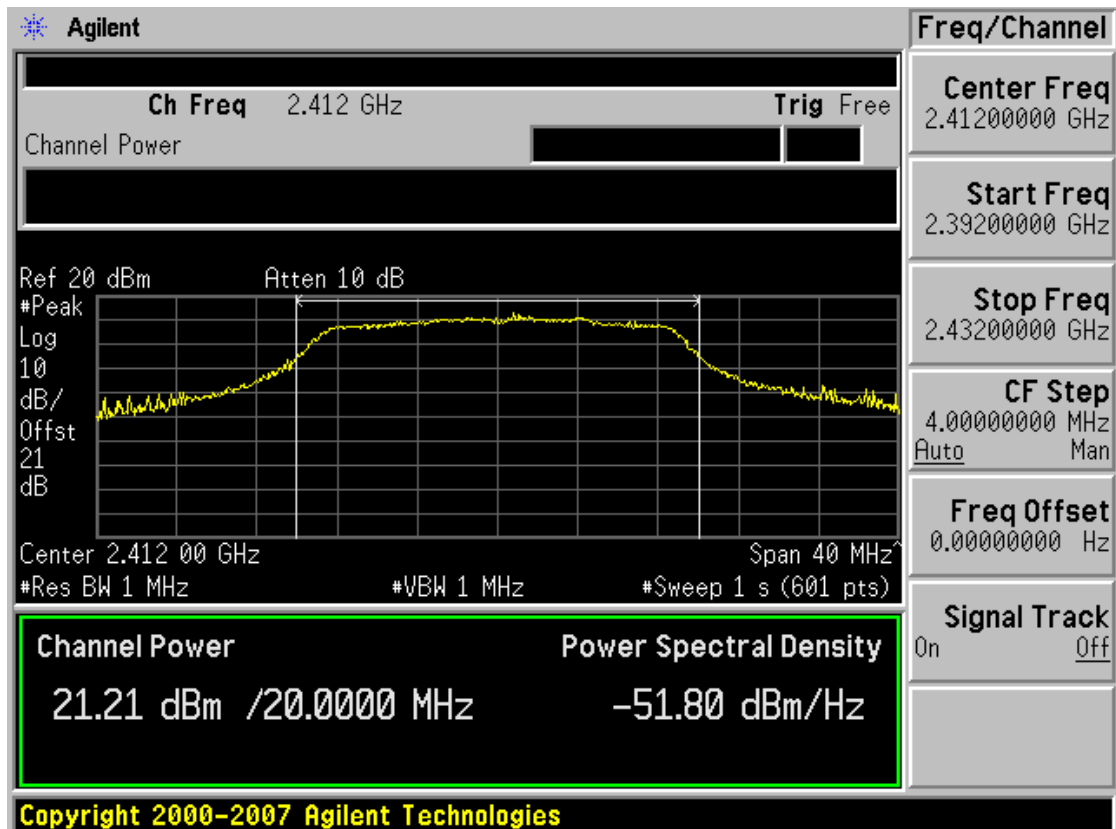 Agilent
Ch Freq 2.412 GHz Trig Free
Channel Power
Ref 20 dBm Atten 10 dB
#Peak
Log
10
dB/
Offst
21
dB
Center 2.412 00 GHz Span 40 MHz^
#Res BW 1 MHz #VBW 1 MHz #Sweep 1 s (601 pts)
Channel Power Power Spectral Density
21.21 dBm /20.0000 MHz -51.80 dBm/Hz
Copyright 2000-2007 Agilent Technologies
Freq/Channel
Center Freq
2.41200000 GHz
Start Freq
2.39200000 GHz
Stop Freq
2.43200000 GHz
CF Step
4.00000000 MHz
Auto Man
Freq Offset
0.00000000 Hz
Signal Track
On Off